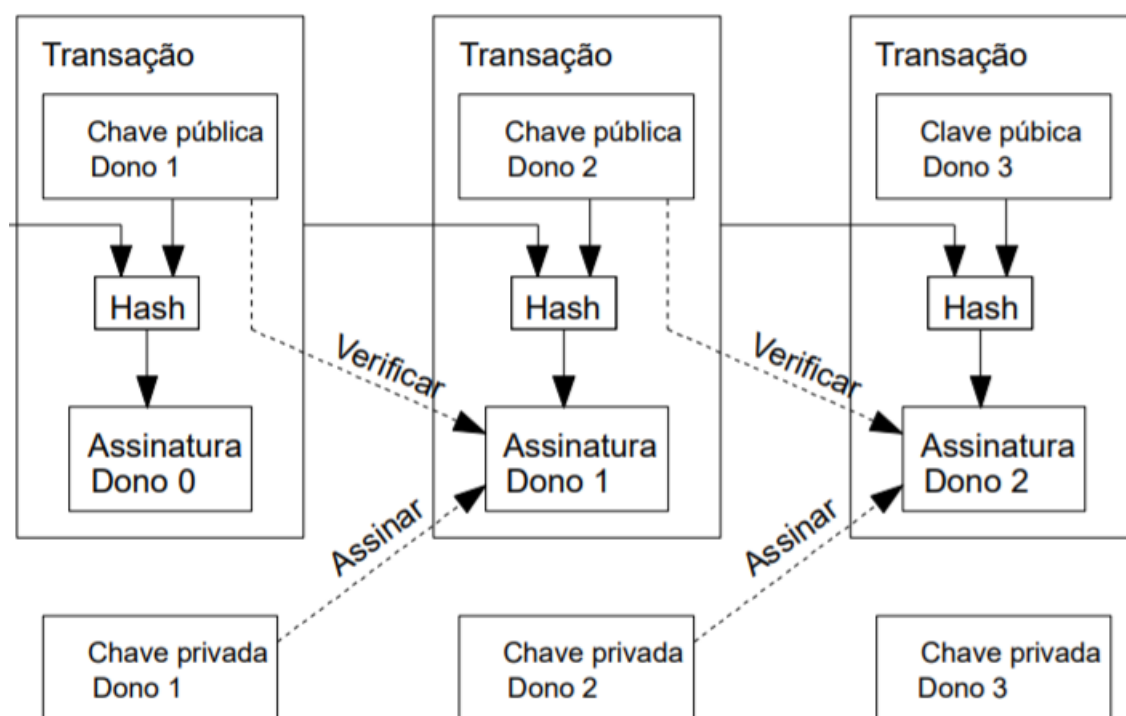 Transação
Chave pública
Dono 1
Hash
Assinatura
Dono 0
Chave privada
Dono 1
Verificar
Assinar
Transação
Chave pública
Dono 2
Hash
Assinatura
Dono 1
Chave privada
Dono 2
Verificar
Assinar
Transação
Clave púbica
Dono 3
Hash
Assinatura
Dono 2
Chave privada
Dono 3